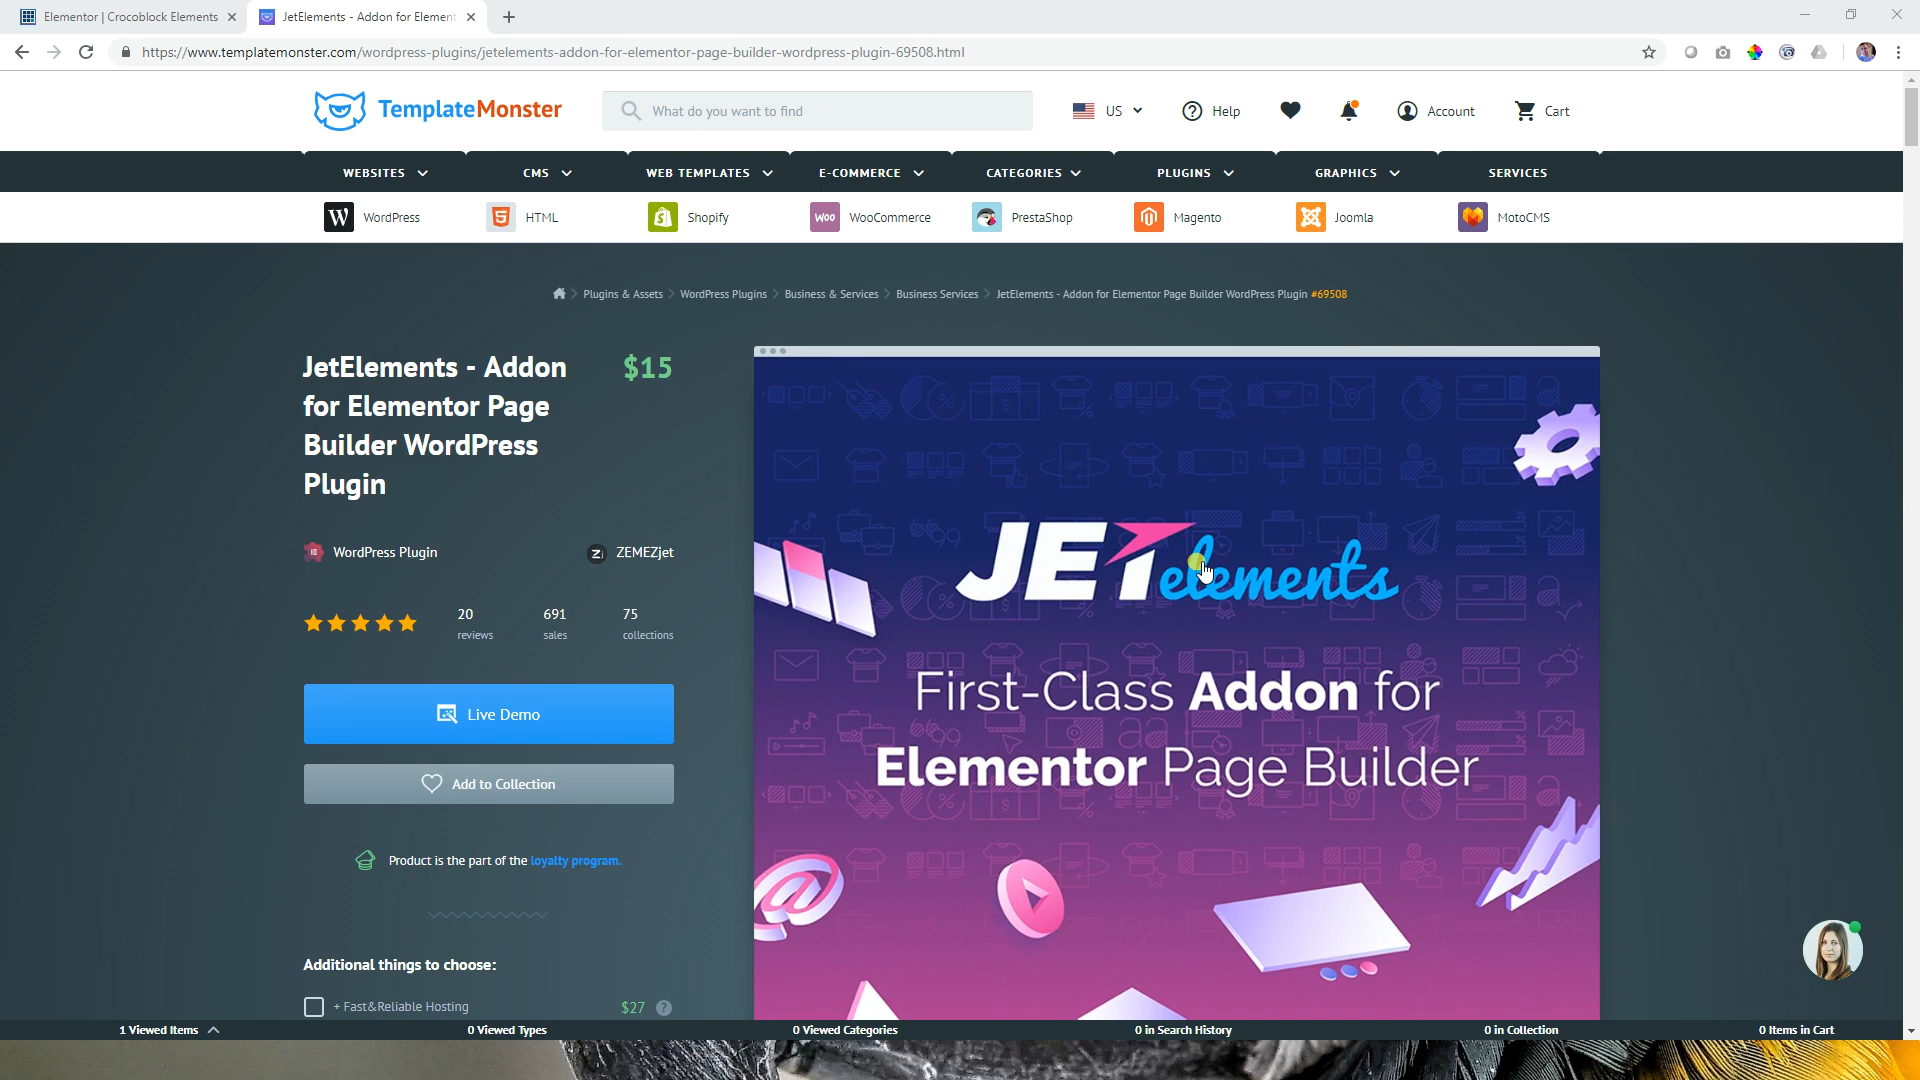 Elementor | Crocoblock Elements
JetElements - Addon for Element
https://www.templatemonster.com/wordpress-plugins/jetelements-addon-for-elementor-page-builder-wordpress-plugin-69508.html
TemplateMonster
What do you want to find
US
Help
Account
Cart
WEBSITES
CMS
WEB TEMPLATES
E-COMMERCE
CATEGORIES
PLUGINS
GRAPHICS
SERVICES
W WordPress
5 HTML
Shopify
Woo WooCommerce
PrestaShop
Magento
Joomla
MotoCMS
Plugins & Assets > WordPress Plugins > Business & Services > Business Services > JetElements - Addon for Elementor Page Builder WordPress Plugin #69508
JetElements - Addon
for Elementor Page
Builder WordPress
Plugin
$15
WordPress Plugin
ZEMEZjet
20
reviews
691
sales
75
collections
Live Demo
Add to Collection
Product is the part of the loyalty program.
Additional things to choose:
+ Fast&Reliable Hosting
$27 ?
JET elements
First-Class Addon for
Elementor Page Builder
1 Viewed Items
0 Viewed Types
0 Viewed Categories
0 in Search History
0 in Collection
0 Items in Cart